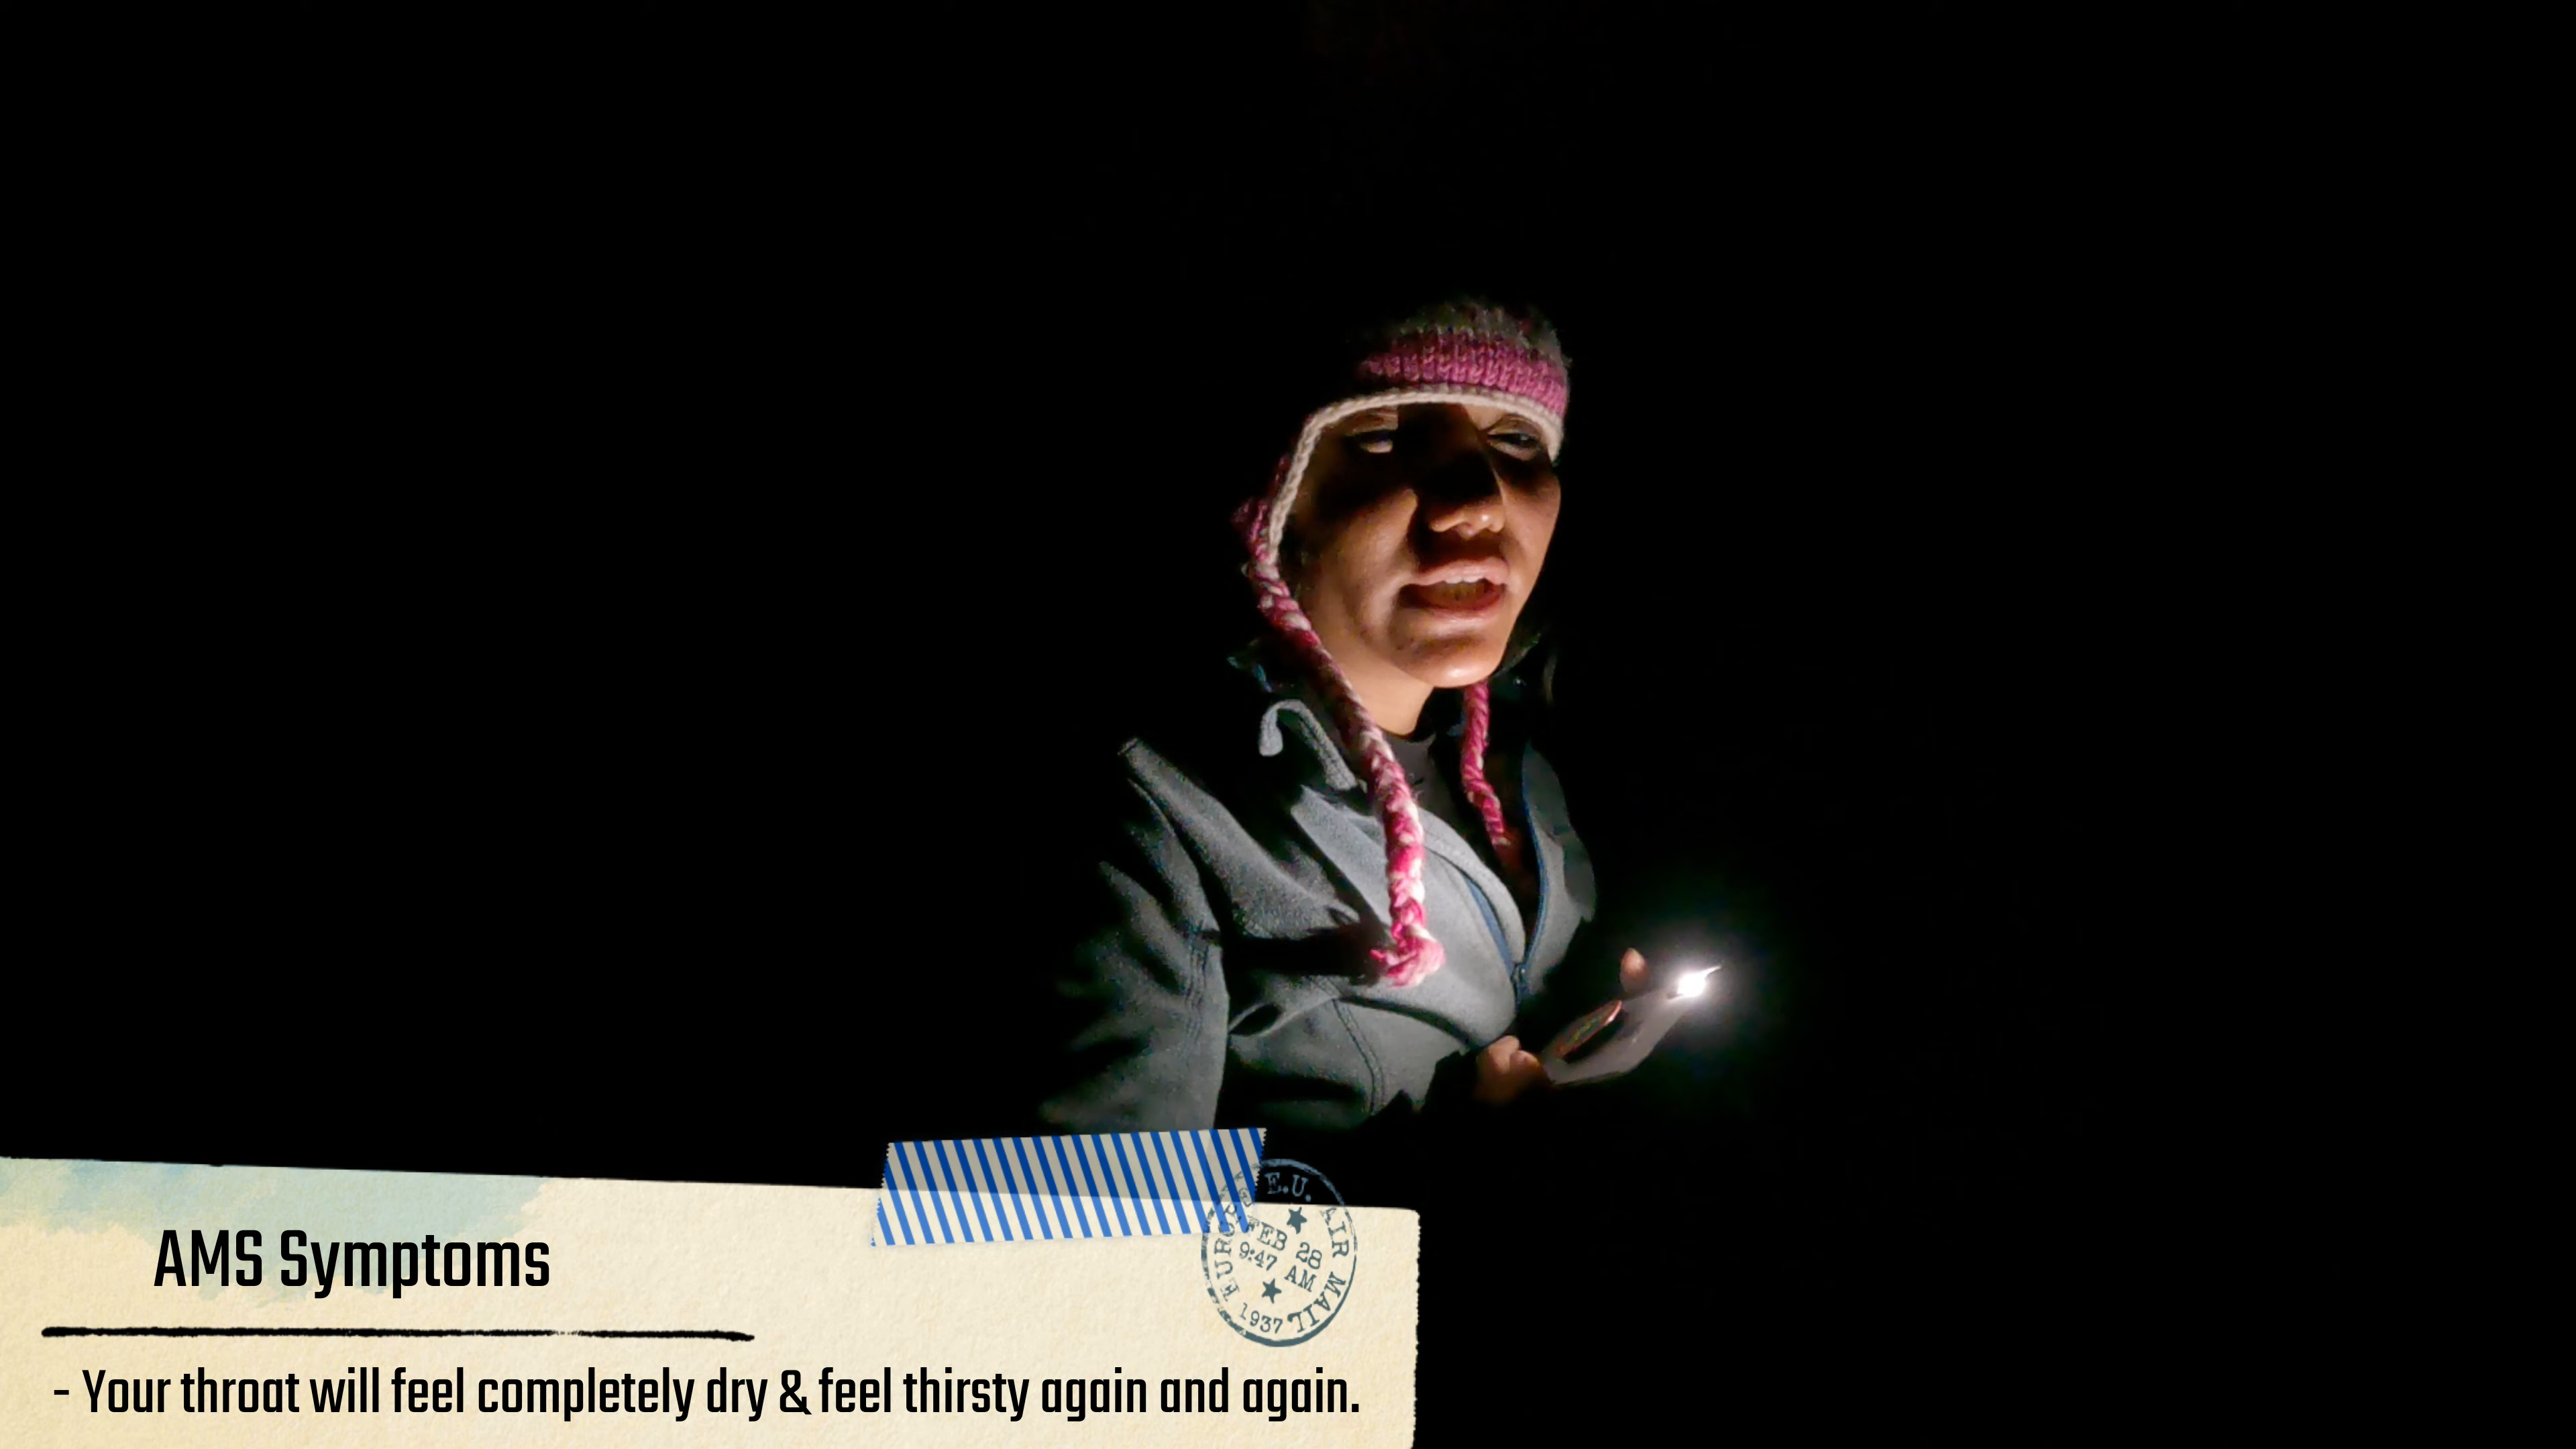 AMS Symptoms
- Your throat will feel completely dry & feel thirsty again and again.
E.U.
EUROPE
AIR MAIL
FEB 28
9:47 AM
1937